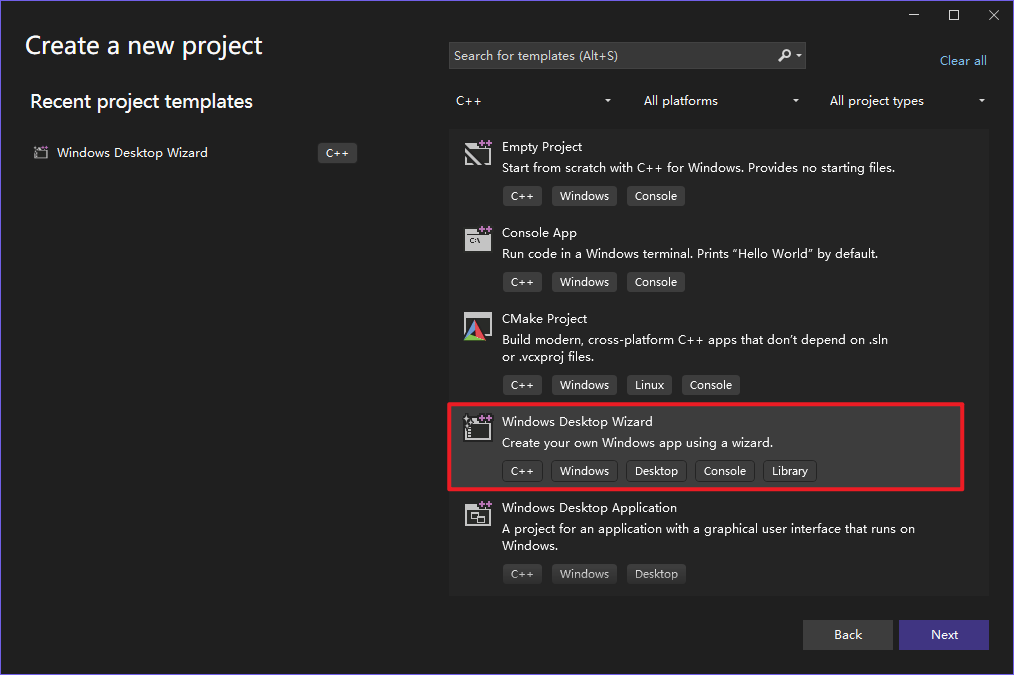 Create a new project
Search for templates (Alt+S)
Clear all
Recent project templates
C++
All platforms
All project types
Windows Desktop Wizard
C++
Empty Project
Start from scratch with C++ for Windows. Provides no starting files.
C++ Windows Console
Console App
Run code in a Windows terminal. Prints “Hello World” by default.
C++ Windows Console
CMake Project
Build modern, cross-platform C++ apps that don’t depend on .sln
or .vcxproj files.
C++ Windows Linux Console
Windows Desktop Wizard
Create your own Windows app using a wizard.
C++ Windows Desktop Console Library
Windows Desktop Application
A project for an application with a graphical user interface that runs on
Windows.
C++ Windows Desktop
Back
Next